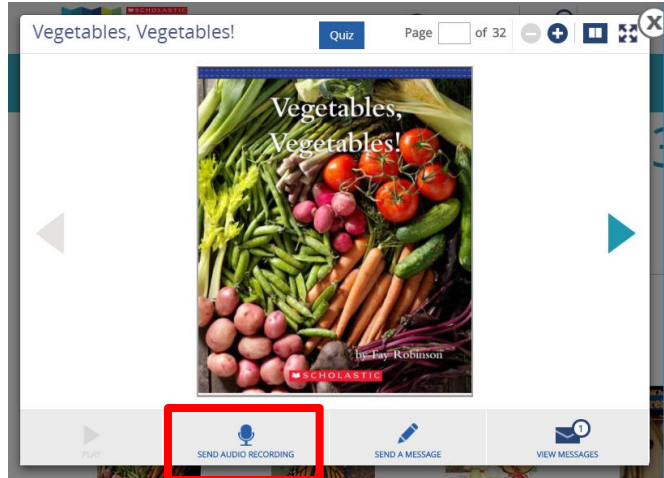 SCHOLASTIC
Vegetables, Vegetables!
Quiz
Page
of 32
X
Vegetables,
Vegetables!
by Fay Robinson
SCHOLASTIC
PLAY
SEND AUDIO RECORDING
SEND A MESSAGE
1
VIEW MESSAGES